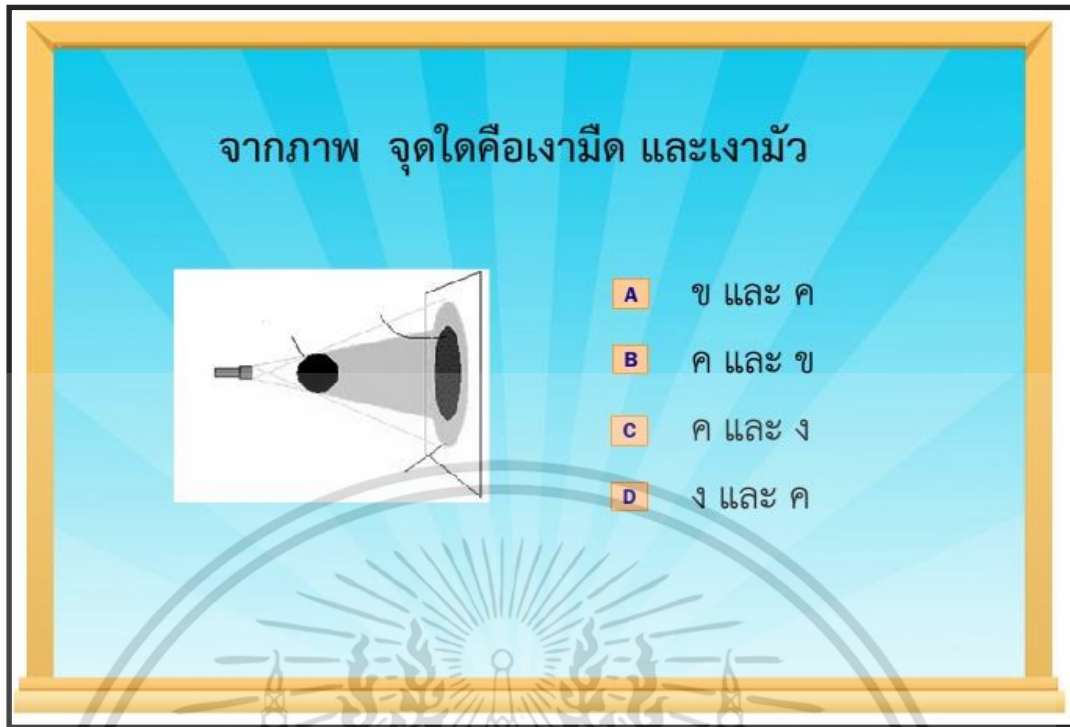 จากภาพ จุดใดคือเงามืด และเงามัว
A ข และ ค
B ค และ ข
C ค และ ง
D ง และ ค